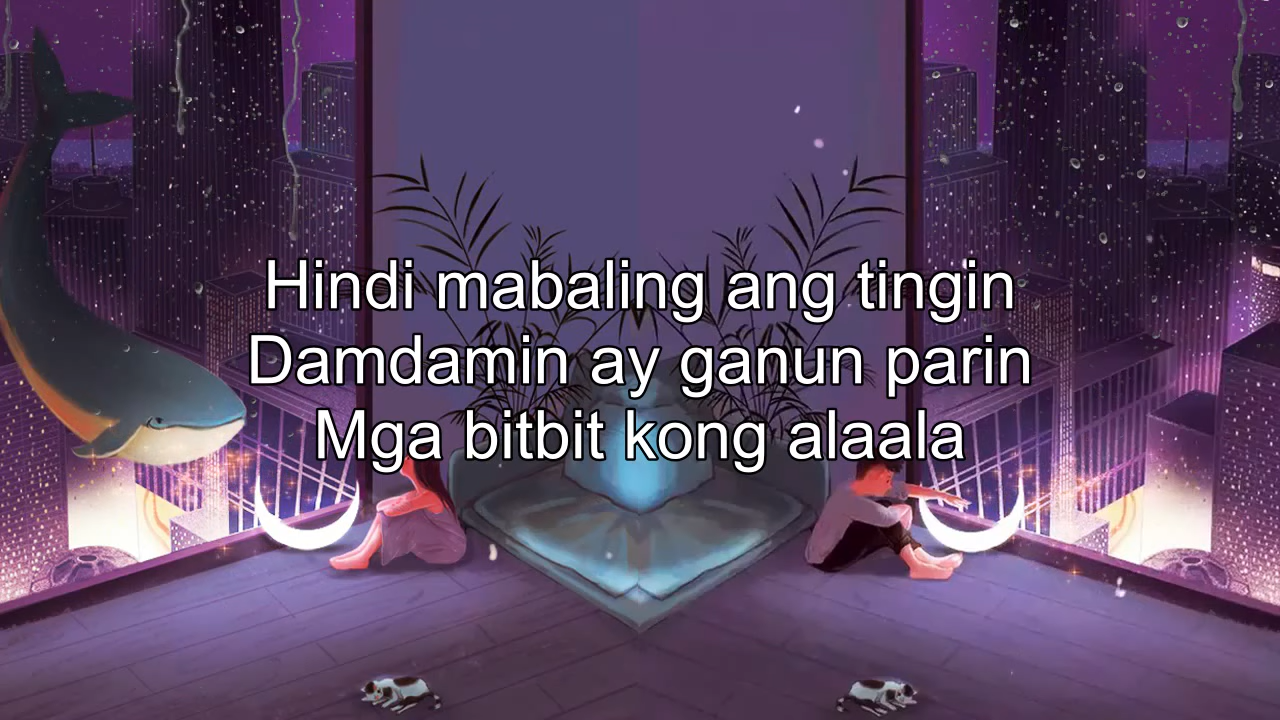 Hindi mabaling ang tingin
Damdamin ay ganun parin
Mga bitbit kong alaala